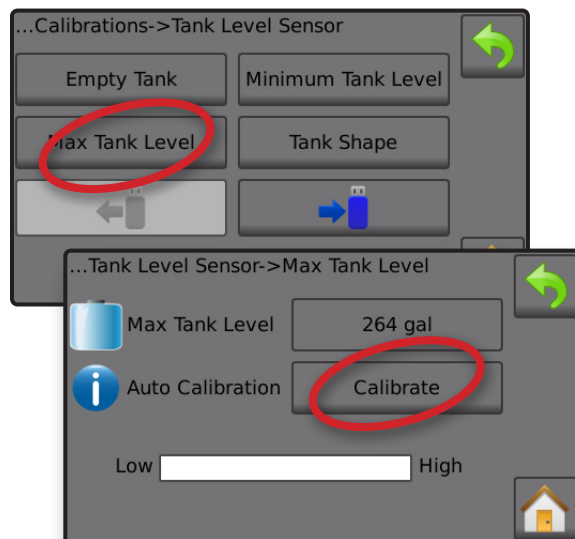 ...Calibrations->Tank Level Sensor
Empty Tank
Minimum Tank Level
Max Tank Level
Tank Shape
...Tank Level Sensor->Max Tank Level
Max Tank Level
264 gal
Auto Calibration
Calibrate
Low
High